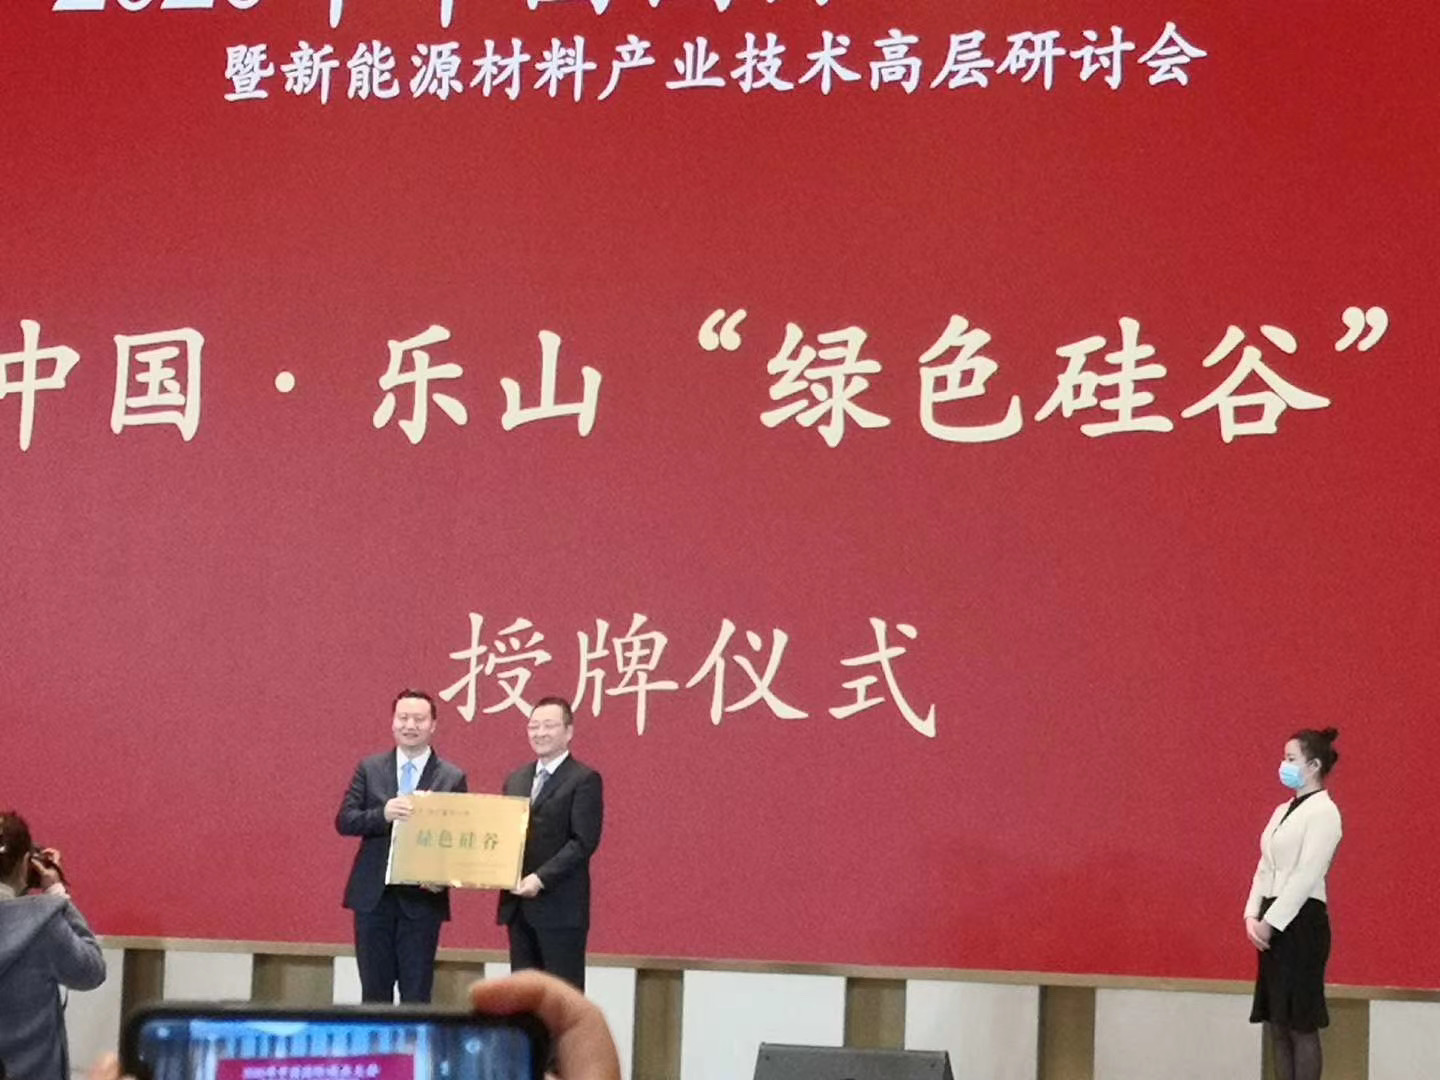 暨新能源材料产业技术高层研讨会
中国·乐山“绿色硅谷”
授牌仪式
绿色硅谷